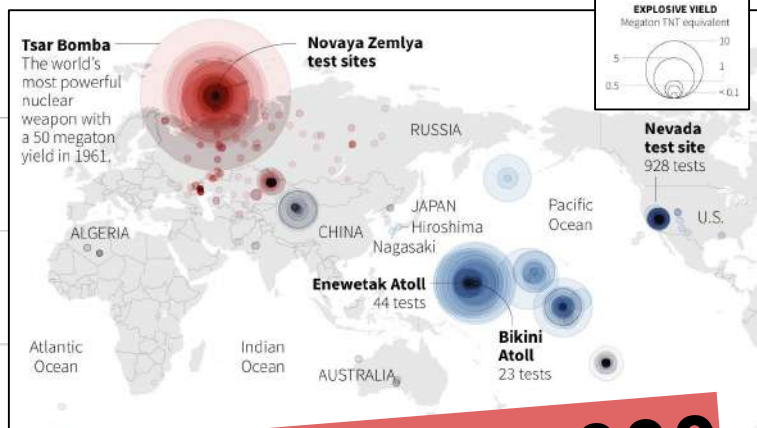 EXPLOSIVE YIELD
Megaton TNT equivalent
10
5
1
0.5
<0.1
Tsar Bomba
The world's
most powerful
nuclear
weapon with
a 50 megaton
yield in 1961.
Novaya Zemlya
test sites
RUSSIA
Nevada
test site
928 tests
U.S.
Pacific
Ocean
JAPAN
Hiroshima
Nagasaki
CHINA
ALGERIA
Enewetak Atoll
44 tests
Bikini
Atoll
23 tests
Atlantic
Ocean
Indian
Ocean
AUSTRALIA